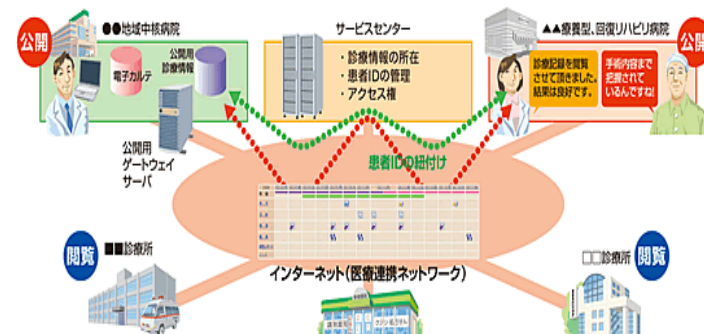 公開
●●地域中核病院
電子カルテ
公開用
診療情報
公開用
ゲートウェイ
サーバ
サービスセンター
・診療情報の所在
・患者IDの管理
・アクセス権
▲▲療養型、回復リハビリ病院
公開
診療記録を閲覧
させて頂きました。
結果は良好です。
手術内容まで
把握されて
いるんですね!
患者IDの紐付け
インターネット(医療連携ネットワーク)
閲覧
■■診療所
□□診療所
閲覧